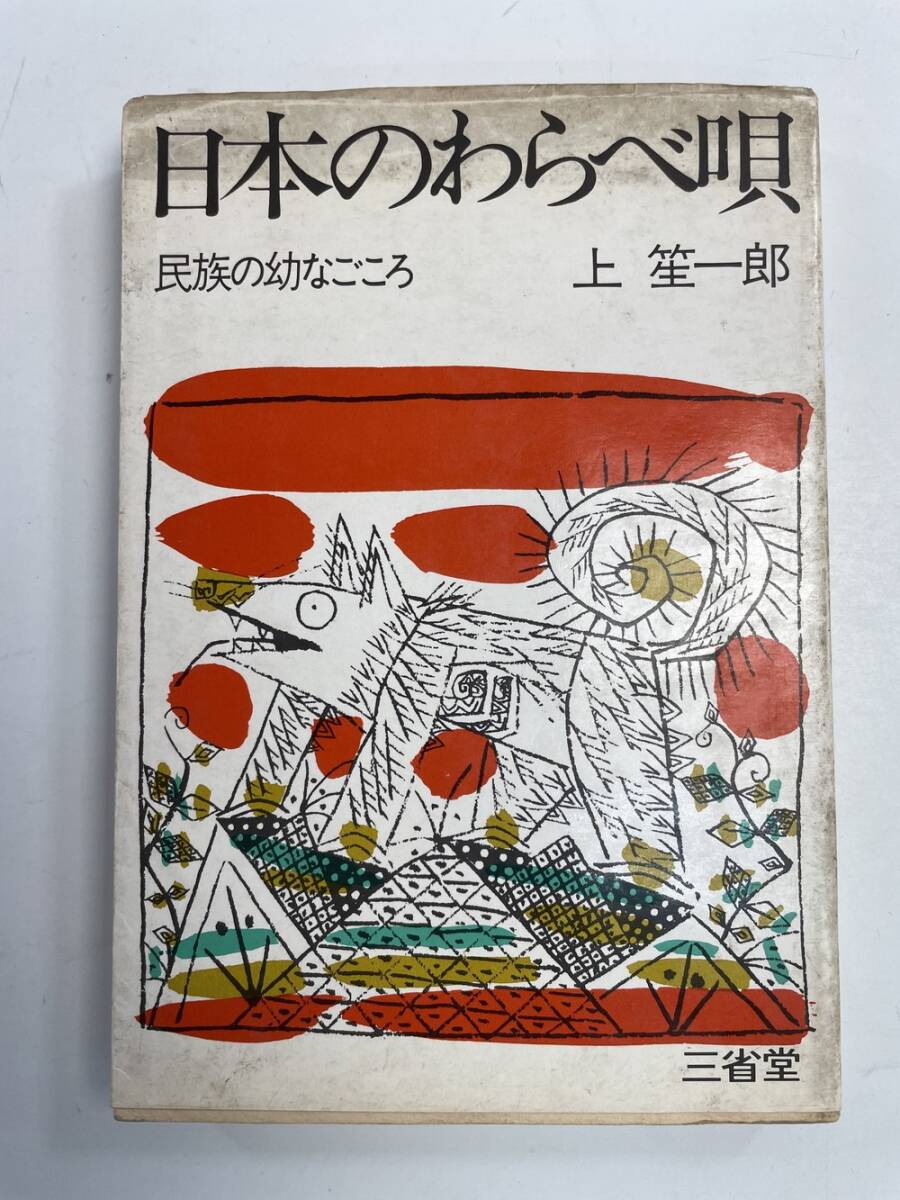 日本のわらべ唄
民族の幼なごころ
上 笙一郎
三省堂